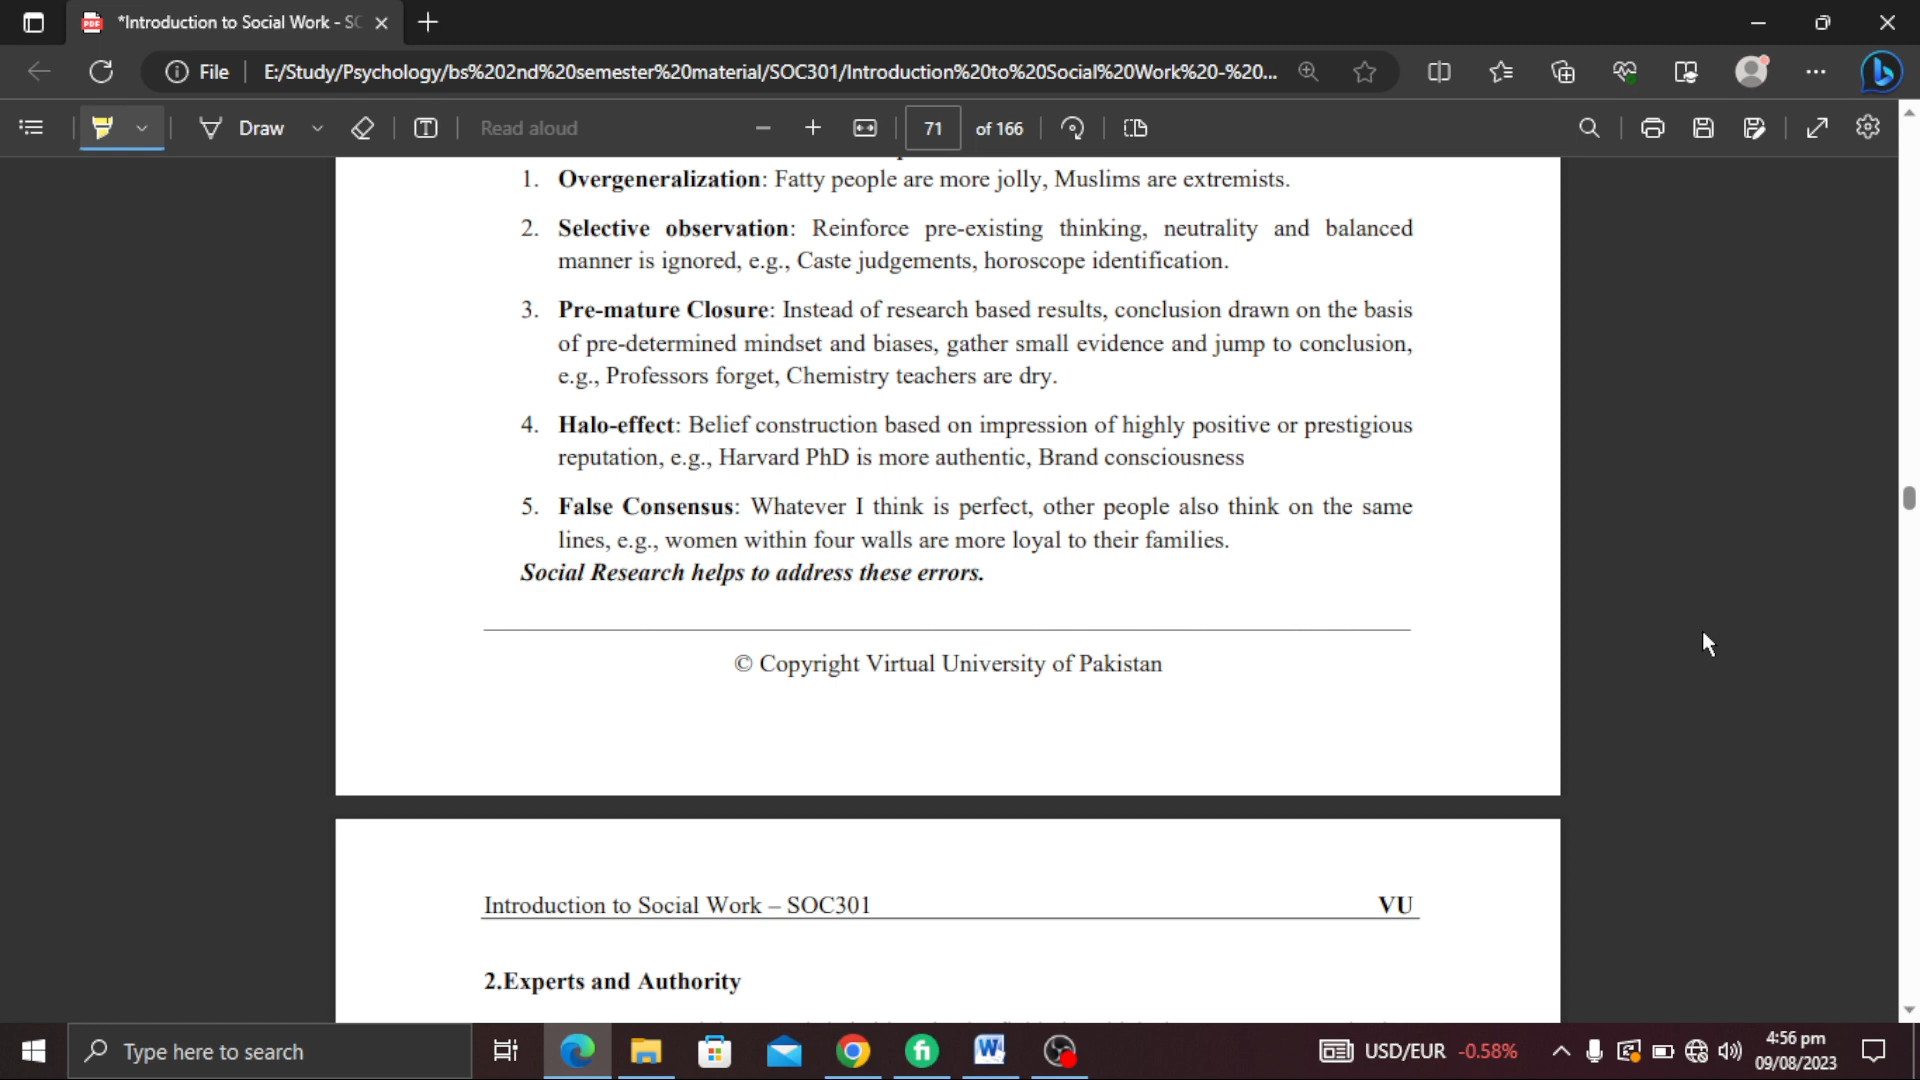 *Introduction to Social Work - SC
File
E:/Study/Psychology/bs%202nd%20semester%20material/SOC301/Introduction%20to%20Social%20Work%20-%20...
Draw
Read aloud
71
of 166
1. Overgeneralization: Fatty people are more jolly, Muslims are extremists.
2. Selective observation: Reinforce pre-existing thinking, neutrality and balanced
manner is ignored, e.g., Caste judgements, horoscope identification.
3. Pre-mature Closure: Instead of research based results, conclusion drawn on the basis
of pre-determined mindset and biases, gather small evidence and jump to conclusion,
e.g., Professors forget, Chemistry teachers are dry.
4. Halo-effect: Belief construction based on impression of highly positive or prestigious
reputation, e.g., Harvard PhD is more authentic, Brand consciousness
5. False Consensus: Whatever I think is perfect, other people also think on the same
lines, e.g., women within four walls are more loyal to their families.
Social Research helps to address these errors.
© Copyright Virtual University of Pakistan
Introduction to Social Work – SOC301 VU
2.Experts and Authority
Type here to search
USD/EUR -0.58%
4:56 pm
09/08/2023